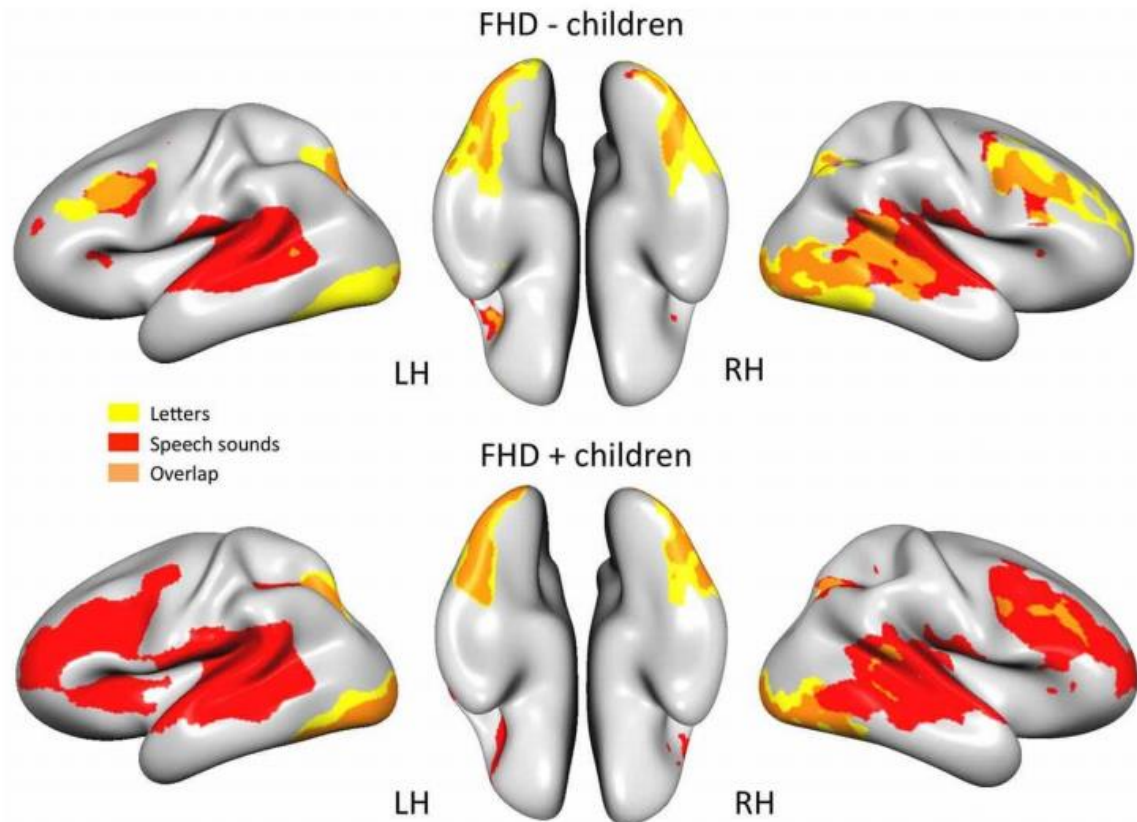 FHD - children
LH
RH
Letters
Speech sounds
Overlap
FHD + children
LH
RH